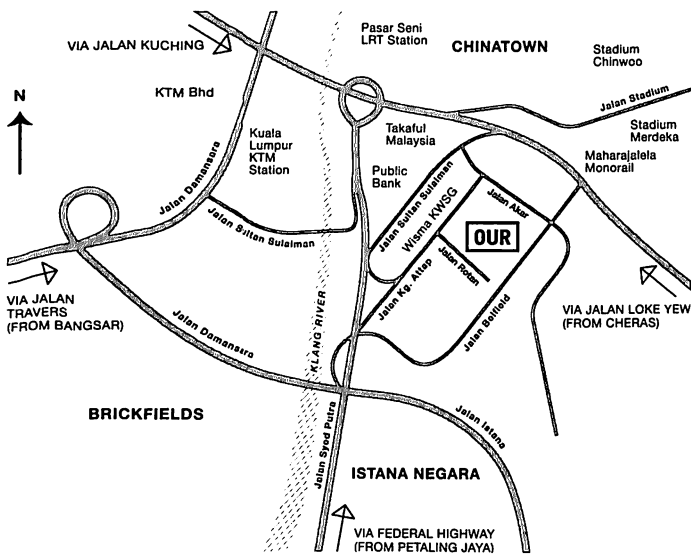 Pasar Seni
LRT Station
VIA JALAN KUCHING
CHINATOWN
Stadium
Chinwoo
N
KTM Bhd
Jalan Stadium
Kuala
Lumpur
KTM
Station
Takaful
Malaysia
Stadium
Merdeka
Maharajalela
Monorail
Public
Bank
Jalan Damansara
Jalan Sultan Sulaiman
Jalan Sultan Sulaiman
Wisma KWSG
Jalan Akar
OUR
Jalan Rotan
Jalan Kg. Attap
Jalan Belfield
VIA JALAN
TRAVERS
(FROM BANGSAR)
VIA JALAN LOKE YEW
(FROM CHERAS)
Jalan Damansara
KLANG RIVER
BRICKFIELDS
Jalan Istana
Jalan Syed Putra
ISTANA NEGARA
VIA FEDERAL HIGHWAY
(FROM PETALING JAYA)